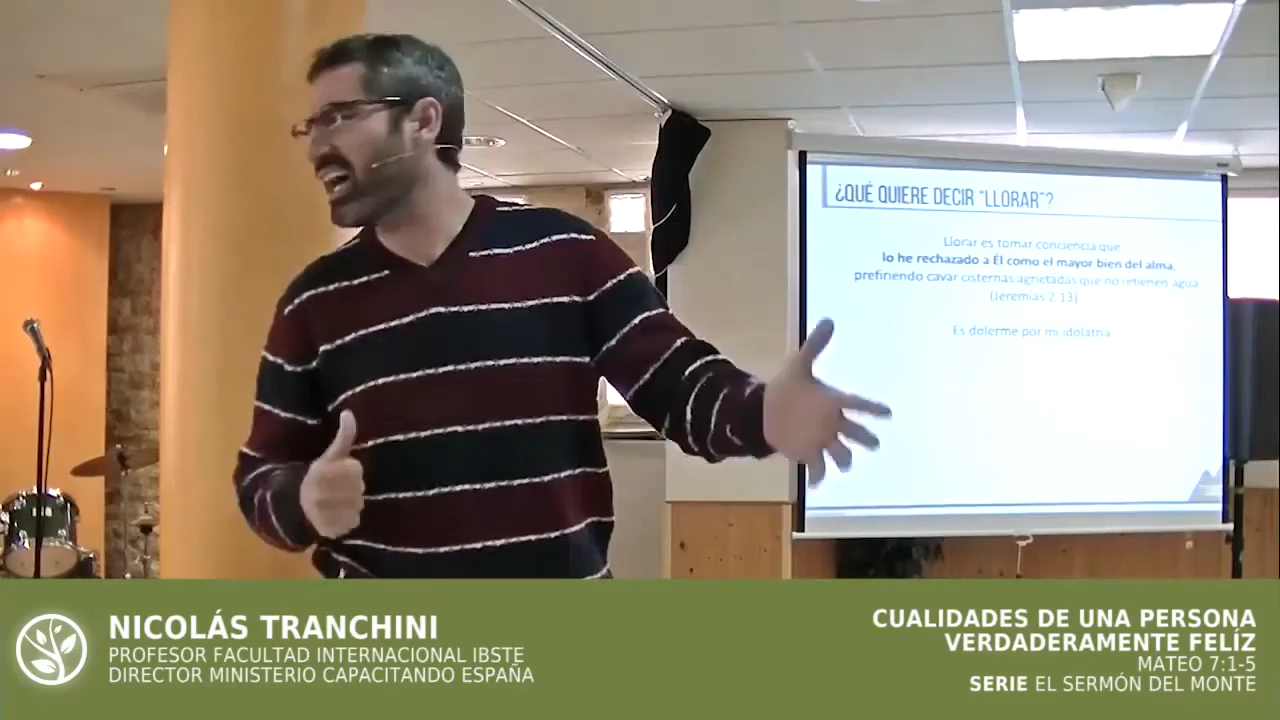 ¿QUÉ QUIERE DECIR "LLORAR"?
Llorar es tomar conciencia que
lo he rechazado a Él como el mayor bien del alma,
prefiriendo cavar cisternas agrietadas que no retienen agua
(Jeremías 2:13)
Es dolerme por mi idolatría
NICOLÁS TRANCHINI
PROFESOR FACULTAD INTERNACIONAL IBSTE
DIRECTOR MINISTERIO CAPACITANDO ESPAÑA
CUALIDADES DE UNA PERSONA
VERDADERAMENTE FELÍZ
MATEO 7:1-5
SERIE EL SERMÓN DEL MONTE